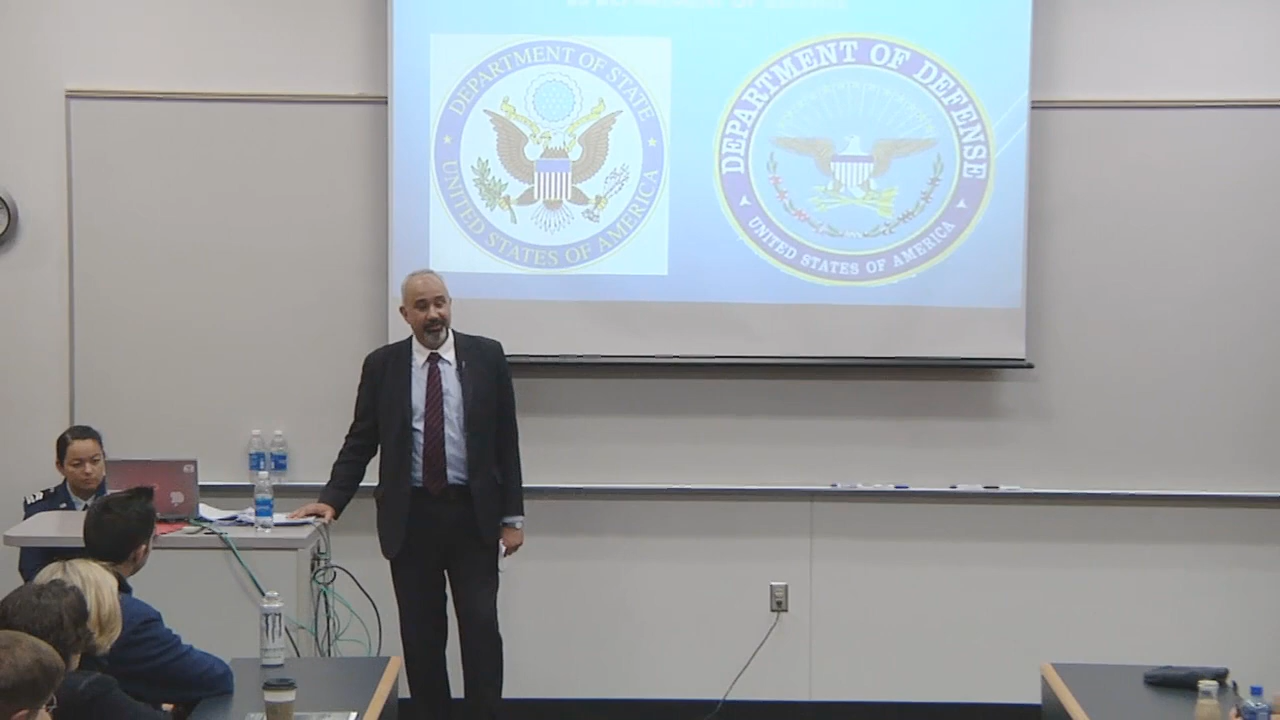 DEPARTMENT OF STATE
UNITED STATES OF AMERICA
DEPARTMENT OF DEFENSE
UNITED STATES OF AMERICA